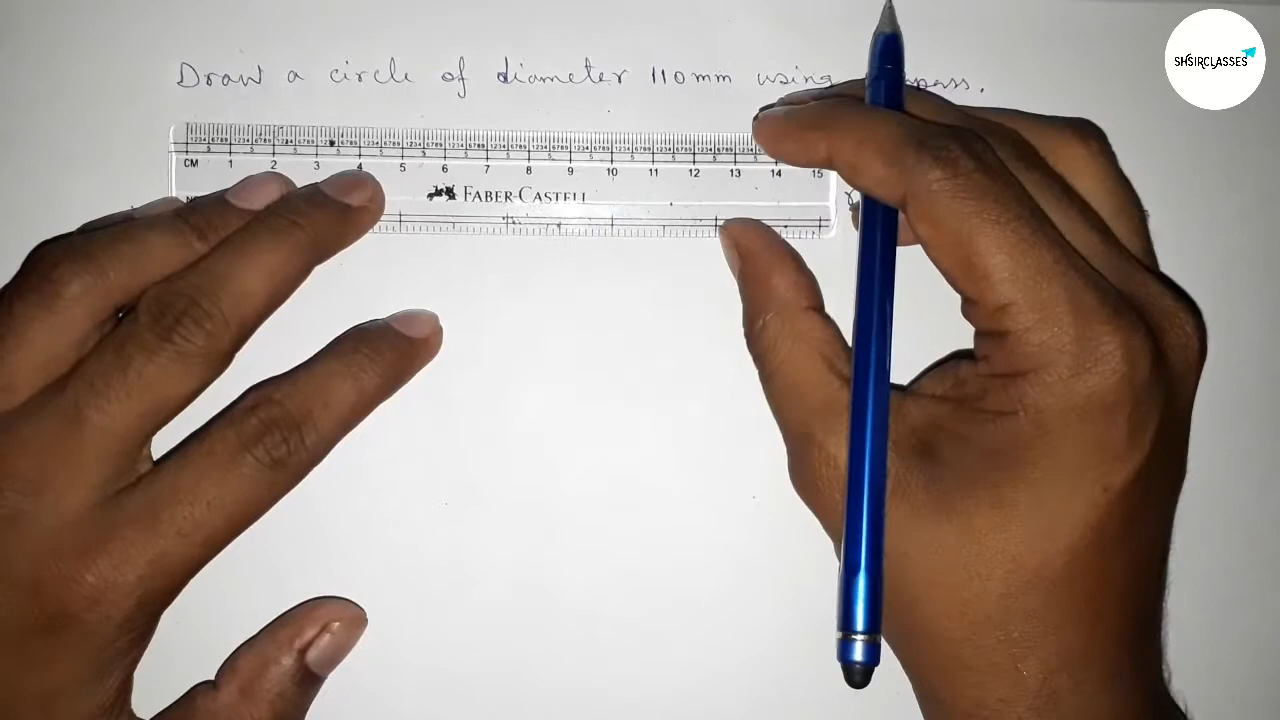 Draw a circle of diameter 110mm using pass.
SHSIRCLASSES
CM 1 2 3 4 5 6 7 8 9 10 11 12 13 14 15
FABER-CASTELL